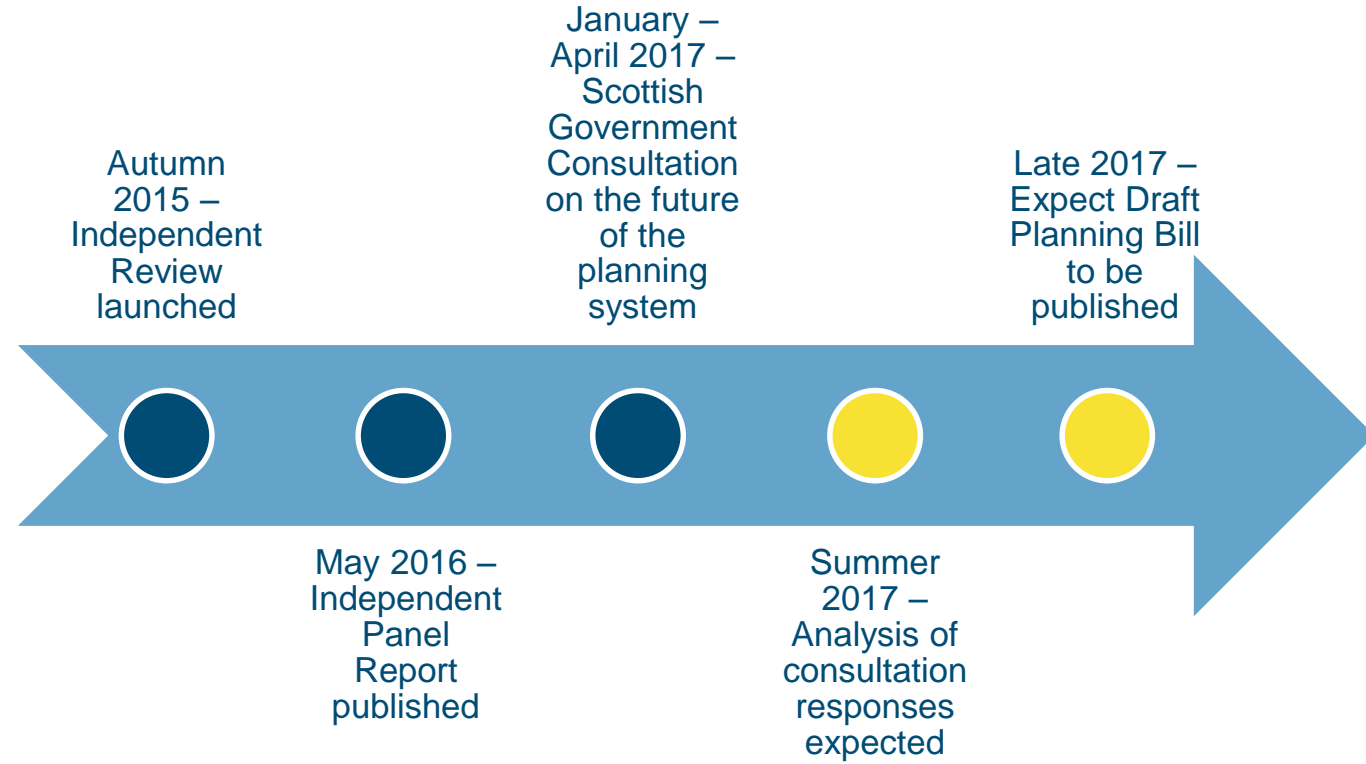 Autumn
2015 –
Independent
Review
launched
May 2016 –
Independent
Panel
Report
published
January –
April 2017 –
Scottish
Government
Consultation
on the future
of the
planning
system
Summer
2017 –
Analysis of
consultation
responses
expected
Late 2017 –
Expect Draft
Planning Bill
to be
published